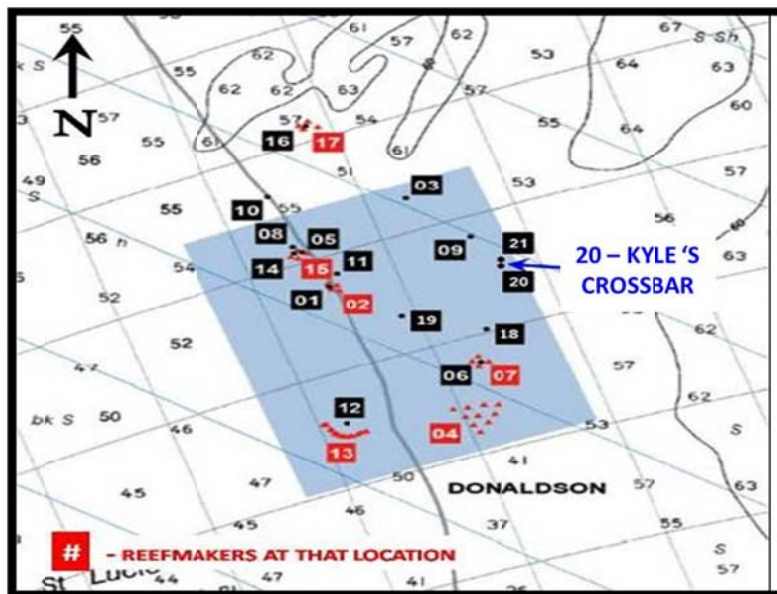 55 61 57 62 53 S Sh
55 62 62 62 S 57 64 67
k S N 62 62 63 57 63
3 57 57 54 64 60
56 61 16 17 61
49 55 51 03 53
S 10 55
56 h 08 05 09 21 56
54 14 15 11 20 63
20 – KYLE ‘S
CROSSBAR
52 01 02 19 18
52 06 07 57
47 12 04 53
bk S 50 46 13 41 S
50 DONALDSON 57
45 45 46 37 63
# - REEFMAKERS AT THAT LOCATION 55
St Lucie 44 47 41 S
57